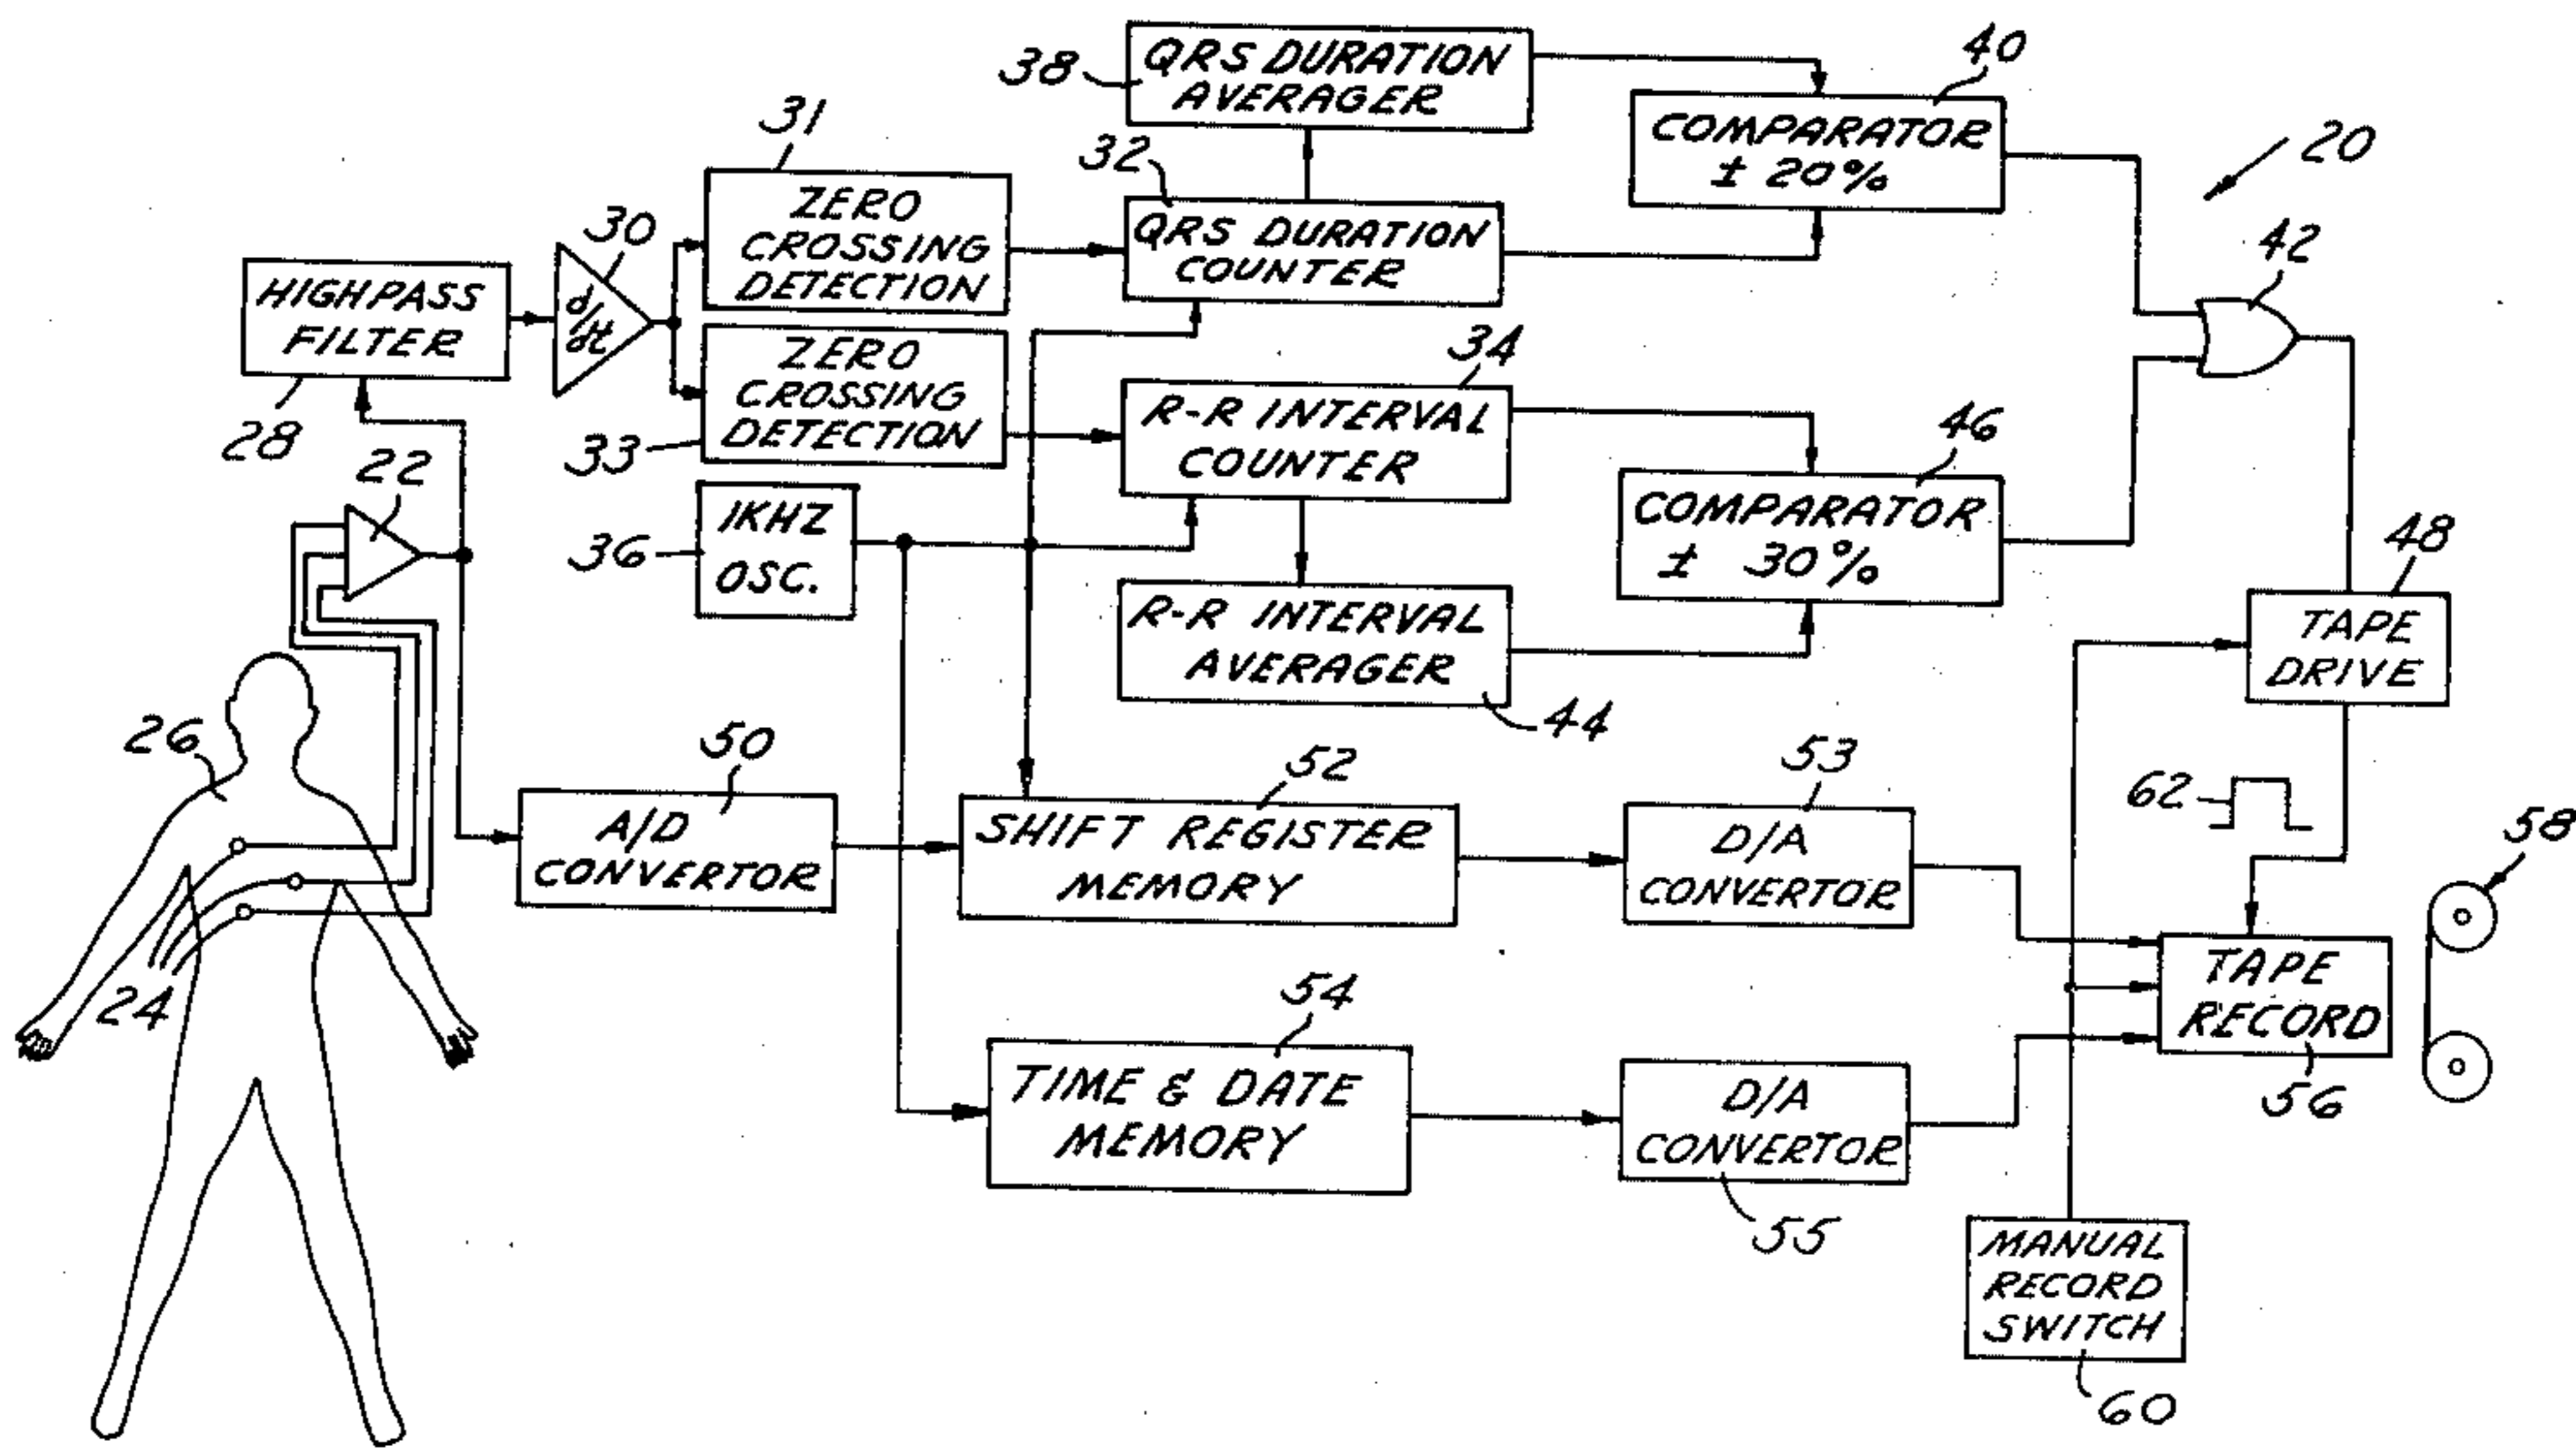 38
QRS DURATION
AVERAGER
40
COMPARATOR
± 20%
20
31
ZERO
CROSSING
DETECTION
32
QRS DURATION
COUNTER
42
30
d/dt
HIGHPASS
FILTER
28
33
ZERO
CROSSING
DETECTION
34
R-R INTERVAL
COUNTER
46
COMPARATOR
± 30%
22
36
1KHZ
OSC.
R-R INTERVAL
AVERAGER
44
48
TAPE
DRIVE
26
24
50
A/D
CONVERTOR
52
SHIFT REGISTER
MEMORY
53
D/A
CONVERTOR
62
58
TAPE
RECORD
56
54
TIME & DATE
MEMORY
D/A
CONVERTOR
55
MANUAL
RECORD
SWITCH
60